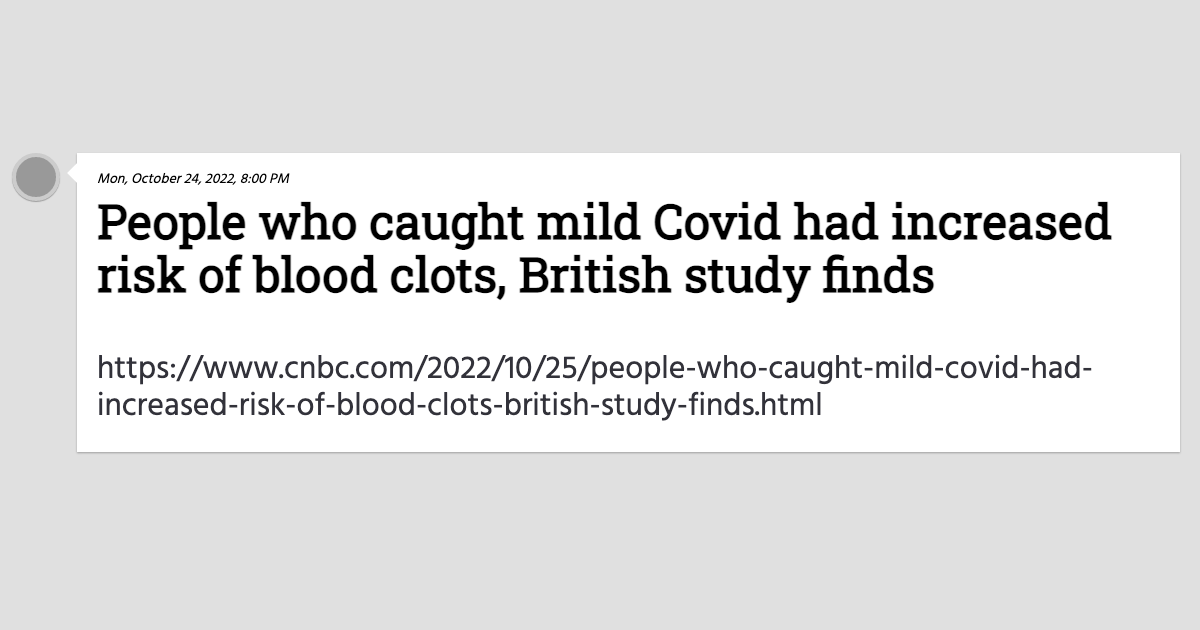 Mon, October 24, 2022, 8:00 PM
People who caught mild Covid had increased
risk of blood clots, British study finds
https://www.cnbc.com/2022/10/25/people-who-caught-mild-covid-had-
increased-risk-of-blood-clots-british-study-finds.html